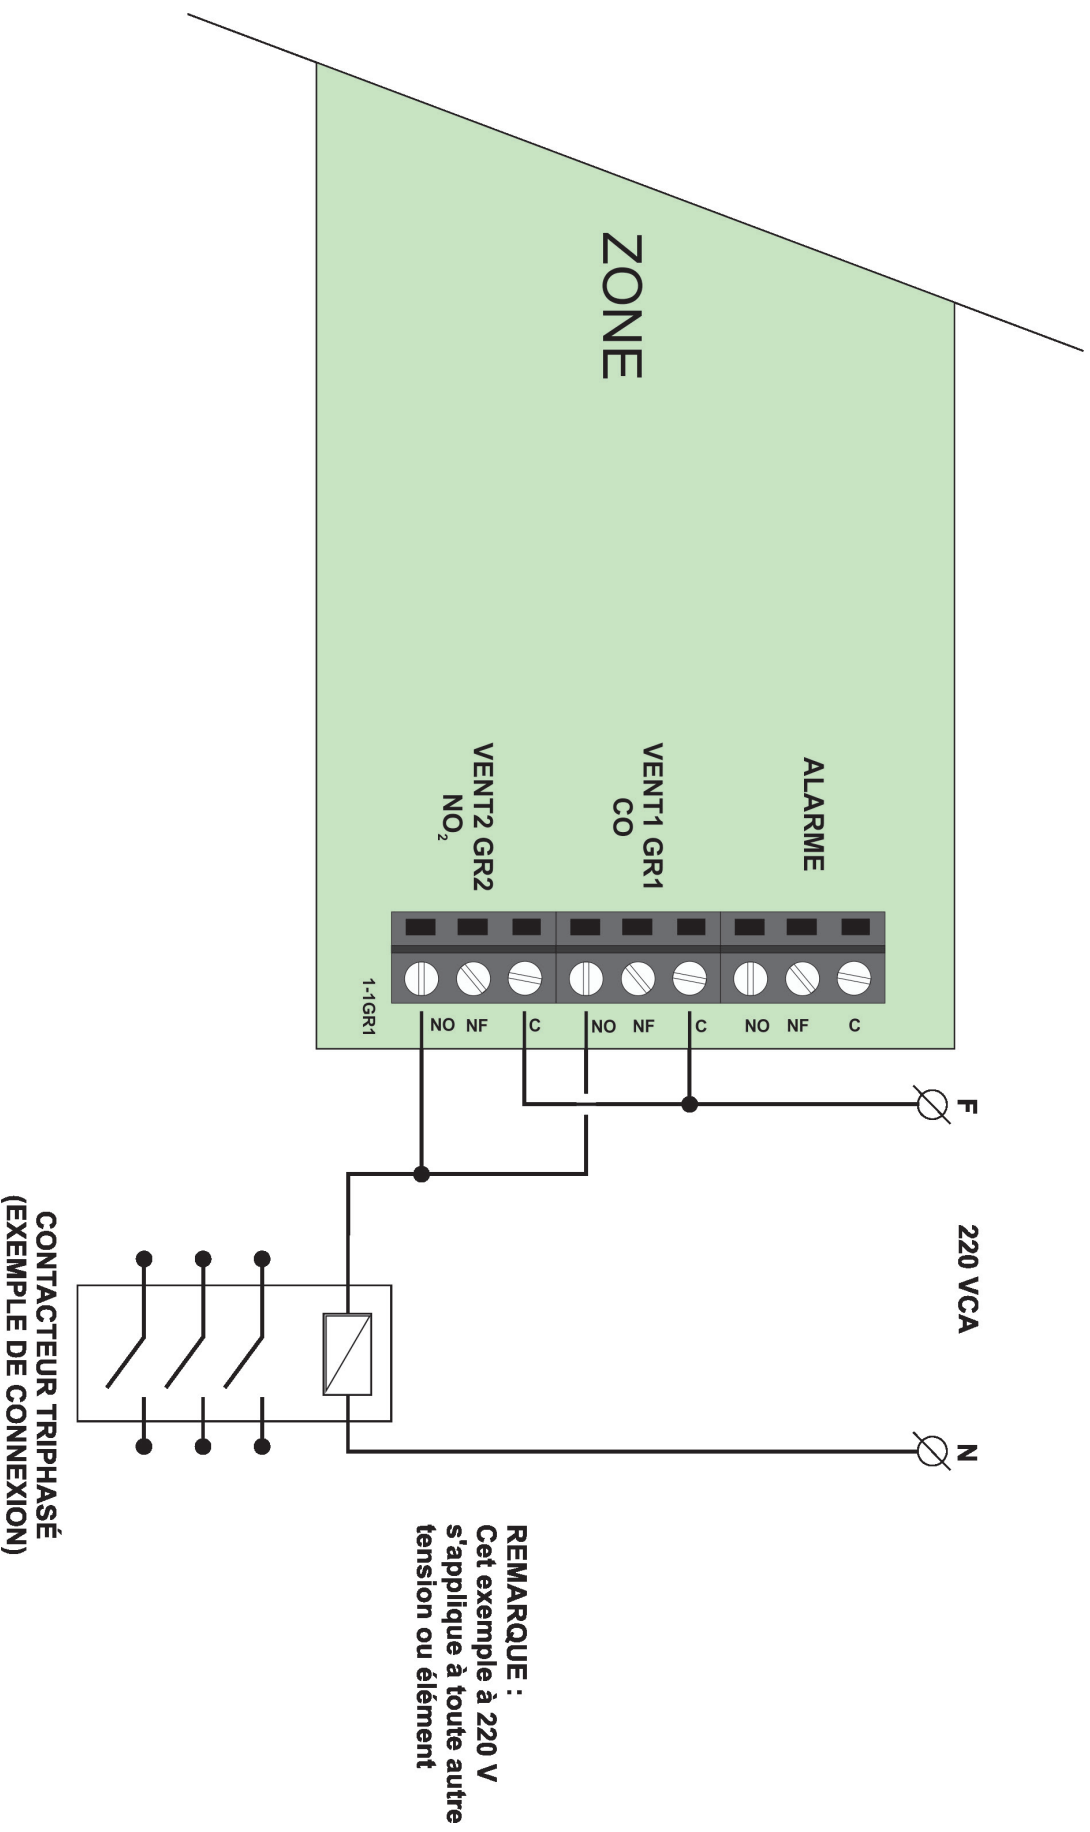 ZONE
ALARME
VENT1 GR1
CO
VENT2 GR2
NO₂
C
NF
NO
C
NF
NO
C
NF
NO
1-1GR1
F
220 VCA
N
CONTACTEUR TRIPHASÉ
(EXEMPLE DE CONNEXION)
REMARQUE :
Cet exemple à 220 V
s'applique à toute autre
tension ou élément